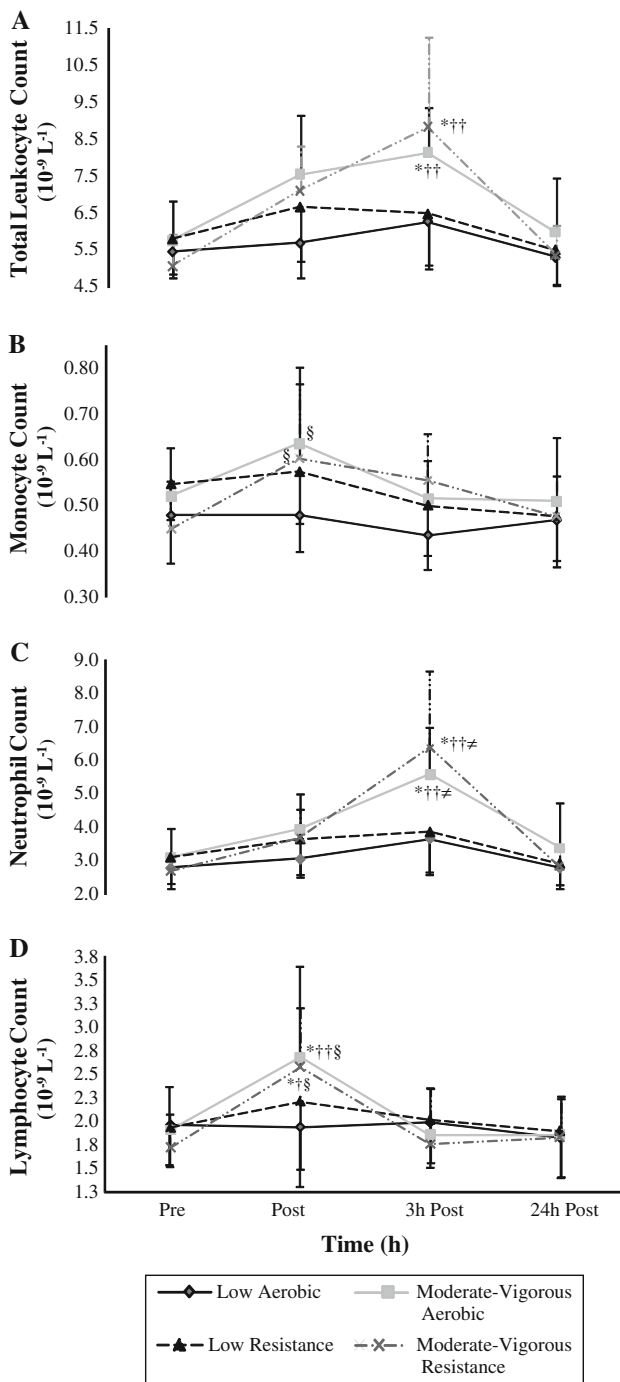 A
Total Leukocyte Count
(10⁻⁹ L⁻¹)
11.5
10.5
9.5
8.5
7.5
6.5
5.5
4.5
*††
*††
B
Monocyte Count
(10⁻⁹ L⁻¹)
0.80
0.70
0.60
0.50
0.40
0.30
§
§
C
Neutrophil Count
(10⁻⁹ L⁻¹)
9.0
8.0
7.0
6.0
5.0
4.0
3.0
2.0
*††≠
*††≠
D
Lymphocyte Count
(10⁻⁹ L⁻¹)
3.8
3.5
3.3
3.0
2.8
2.5
2.3
2.0
1.8
1.5
1.3
*††§
*†§
Pre
Post
3h Post
24h Post
Time (h)
Low Aerobic
Moderate-Vigorous
Aerobic
Low Resistance
Moderate-Vigorous
Resistance